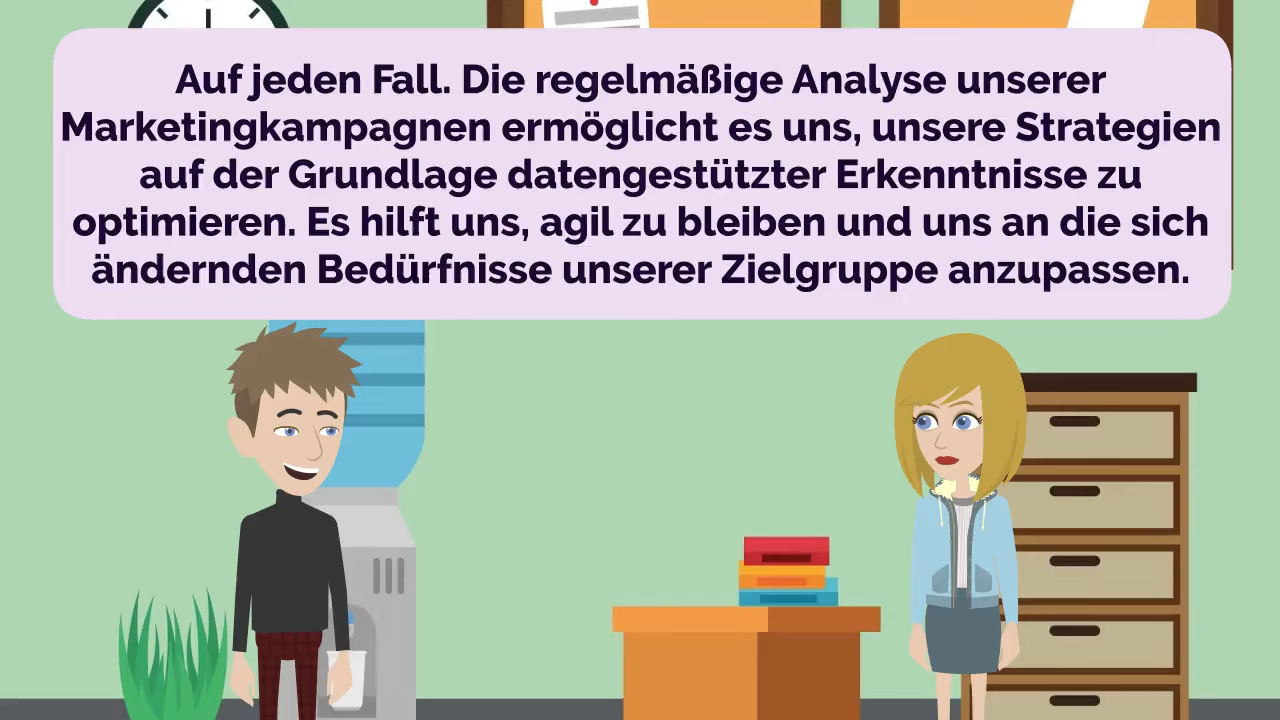 Auf jeden Fall. Die regelmäßige Analyse unserer
Marketingkampagnen ermöglicht es uns, unsere Strategien
auf der Grundlage datengestützter Erkenntnisse zu
optimieren. Es hilft uns, agil zu bleiben und uns an die sich
ändernden Bedürfnisse unserer Zielgruppe anzupassen.